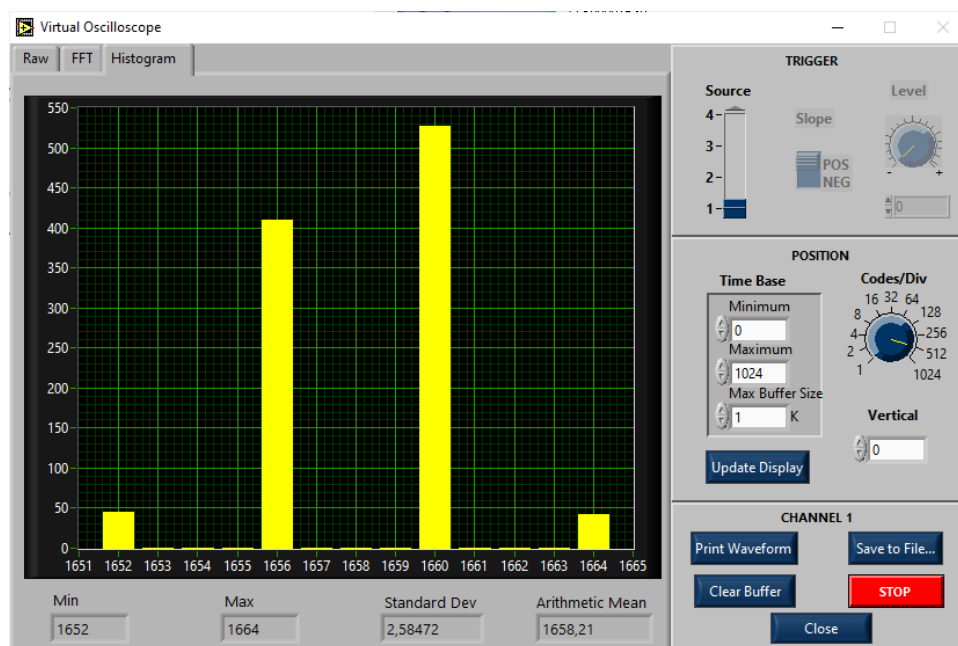 Virtual Oscilloscope
Raw FFT Histogram
550
500
450
400
350
300
250
200
150
100
50
0
1651 1652 1653 1654 1655 1656 1657 1658 1659 1660 1661 1662 1663 1664 1665
Min Max Standard Dev Arithmetic Mean
1652 1664 2,58472 1658,21
TRIGGER
Source Slope Level
4
3
2
1
POS
NEG
- +
0
POSITION
Time Base
Minimum
0
Maximum
1024
Max Buffer Size
1 K
Update Display
Codes/Div
1 2 4 8 16 32 64 128 256 512 1024
Vertical
0
CHANNEL 1
Print Waveform Save to File...
Clear Buffer STOP
Close